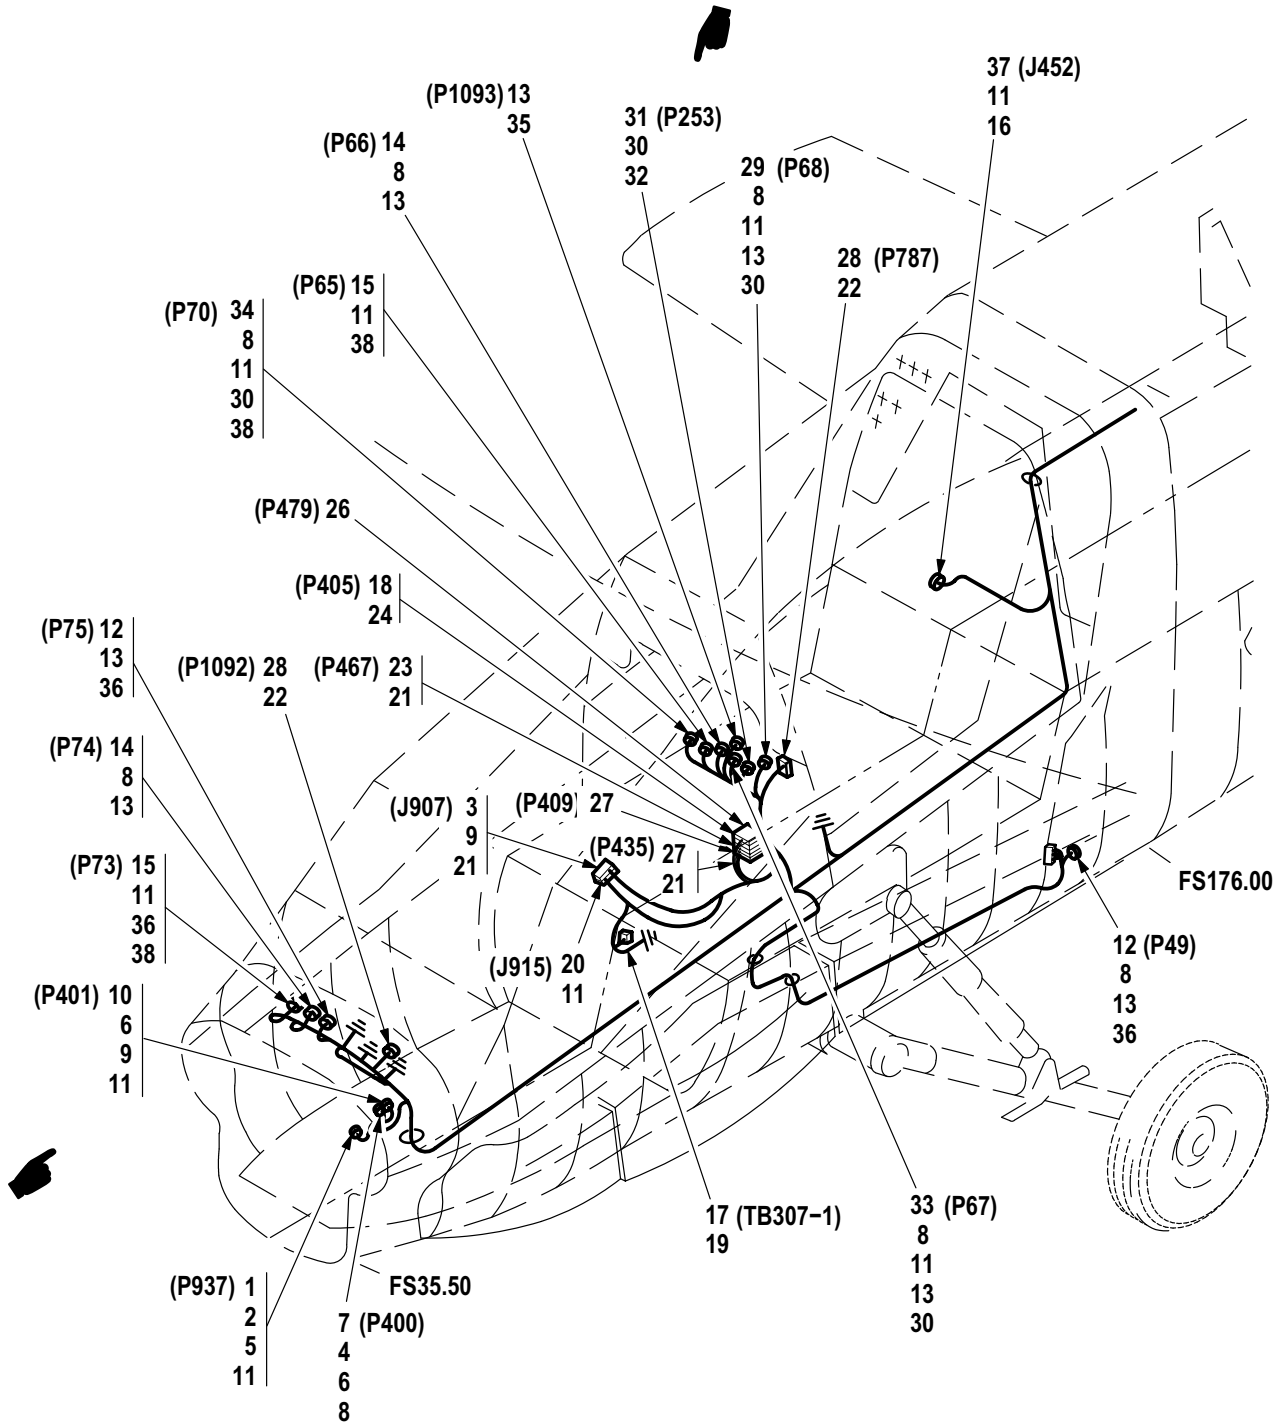 37 (J452)
11
16
(P1093) 13
35
31 (P253)
30
32
(P66) 14
8
13
29 (P68)
8
11
13
30
28 (P787)
22
(P65) 15
11
38
(P70) 34
8
11
30
38
(P479) 26
(P405) 18
24
(P75) 12
13
36
(P1092) 28
22
(P467) 23
21
(P74) 14
8
13
(J907) 3
9
21
(P409) 27
(P435) 27
21
(P73) 15
11
36
38
FS176.00
12 (P49)
8
13
36
(J915) 20
11
(P401) 10
6
9
11
17 (TB307−1)
19
33 (P67)
8
11
13
30
FS35.50
(P937) 1
2
5
11
7 (P400)
4
6
8